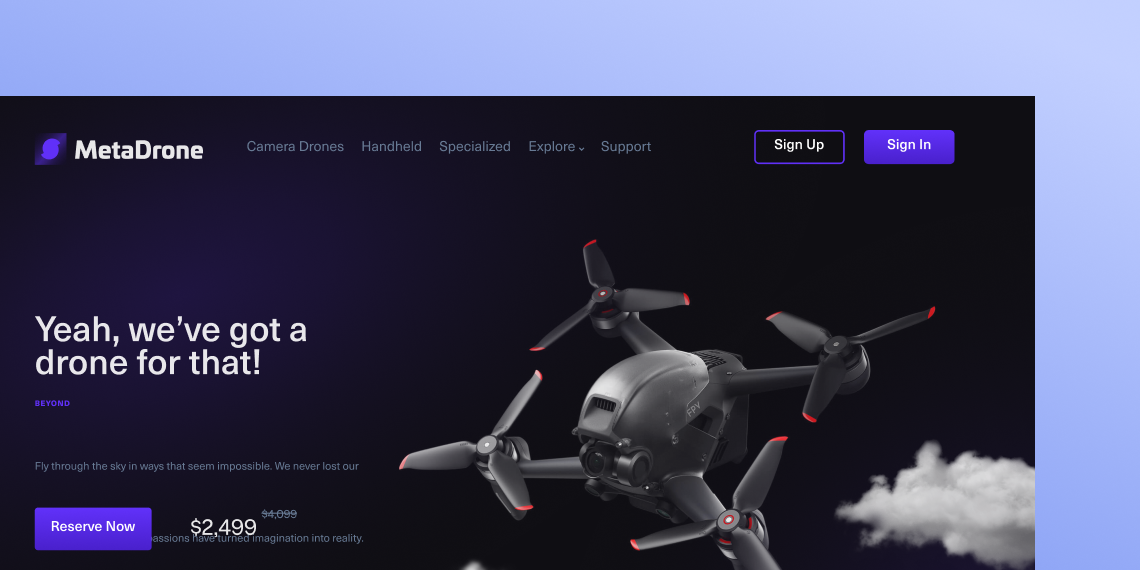 MetaDrone
Camera Drones Handheld Specialized Explore Support
Sign Up Sign In
Yeah, we've got a
drone for that!
BEYOND
Fly through the sky in ways that seem impossible. We never lost our
Reserve Now $2,499 $4,099
have turned imagination into reality.
FPV